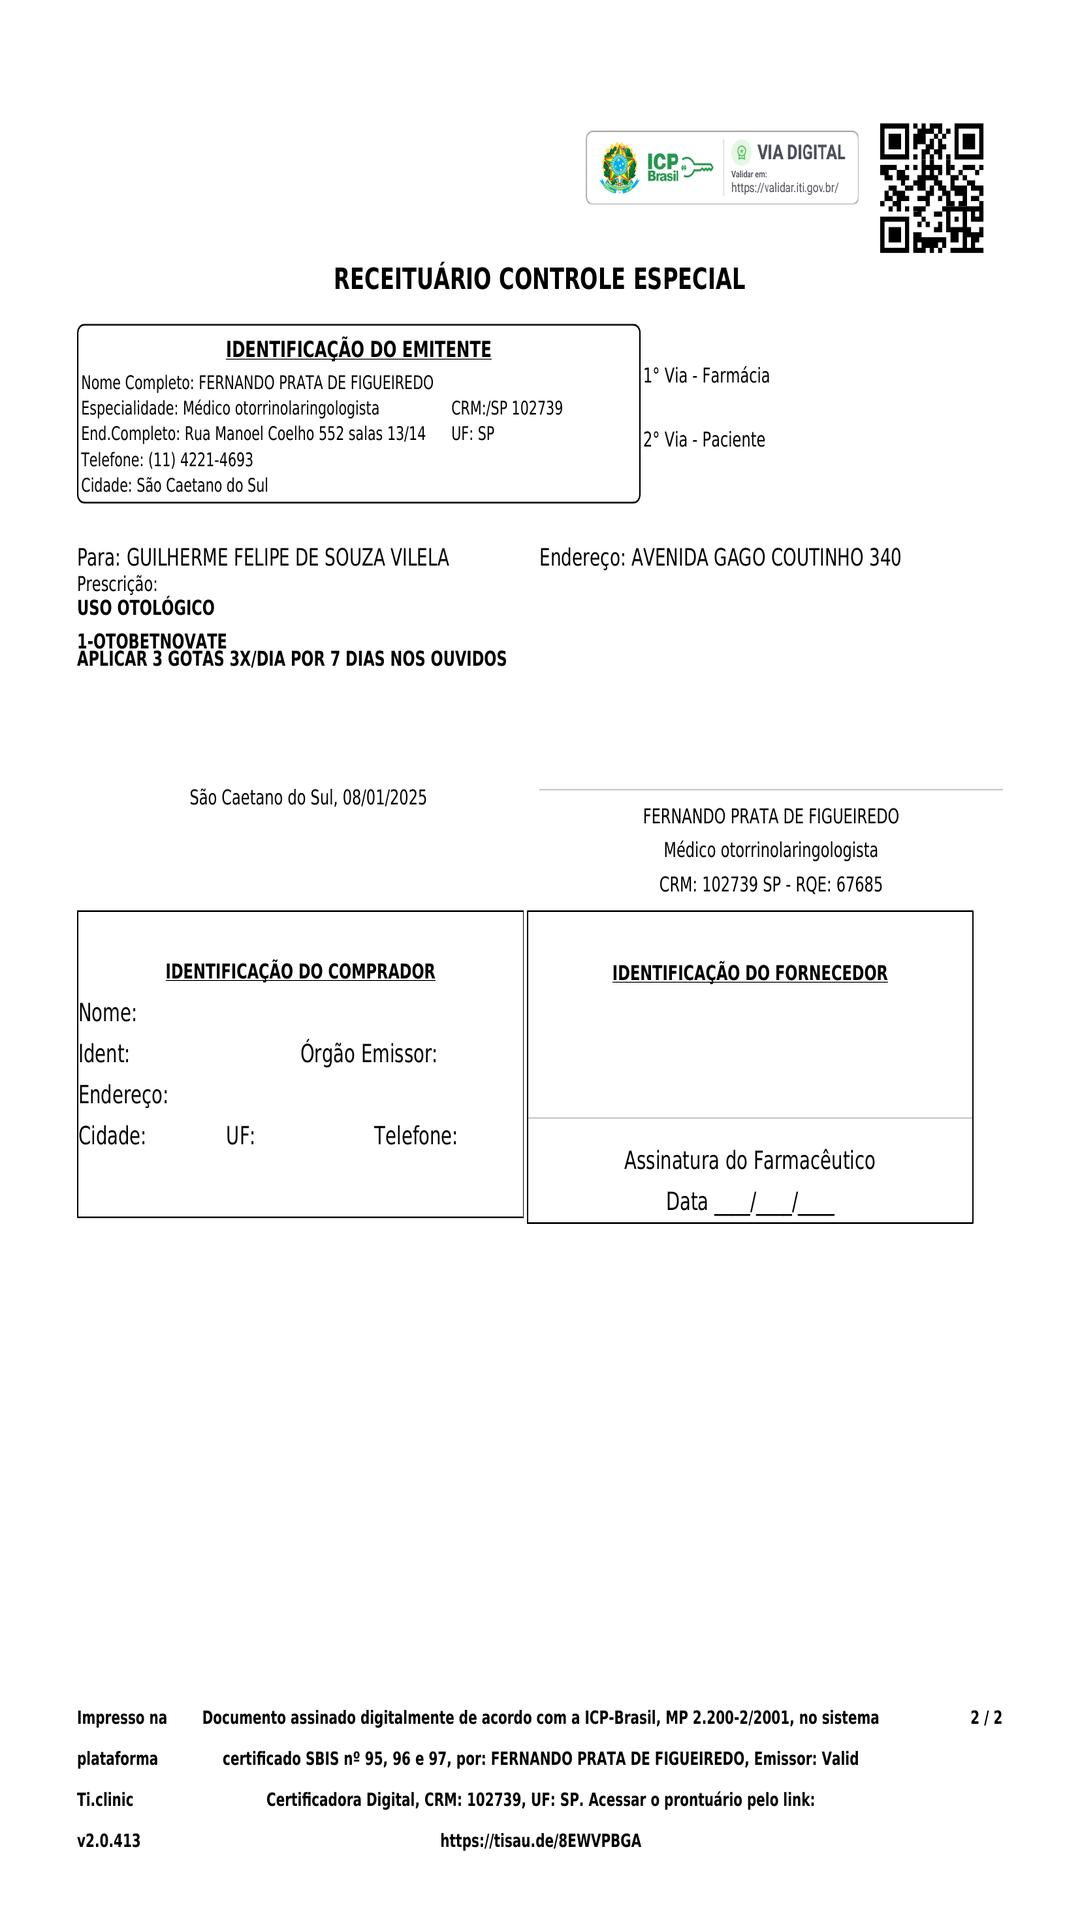 ICP
Brasil
VIA DIGITAL
Validar em:
https://validar.iti.gov.br/
RECEITUÁRIO CONTROLE ESPECIAL
IDENTIFICAÇÃO DO EMITENTE
Nome Completo: FERNANDO PRATA DE FIGUEIREDO
Especialidade: Médico otorrinolaringologista CRM:/SP 102739
End.Completo: Rua Manoel Coelho 552 salas 13/14 UF: SP
Telefone: (11) 4221-4693
Cidade: São Caetano do Sul
1° Via - Farmácia
2° Via - Paciente
Para: GUILHERME FELIPE DE SOUZA VILELA Endereço: AVENIDA GAGO COUTINHO 340
Prescrição:
USO OTOLÓGICO
1-OTOBETNOVATE
APLICAR 3 GOTAS 3X/DIA POR 7 DIAS NOS OUVIDOS
São Caetano do Sul, 08/01/2025
FERNANDO PRATA DE FIGUEIREDO
Médico otorrinolaringologista
CRM: 102739 SP - RQE: 67685
IDENTIFICAÇÃO DO COMPRADOR
Nome:
Ident: Órgão Emissor:
Endereço:
Cidade: UF: Telefone:
IDENTIFICAÇÃO DO FORNECEDOR
Assinatura do Farmacêutico
Data ___/___/___
Impresso na
plataforma
Ti.clinic
v2.0.413
Documento assinado digitalmente de acordo com a ICP-Brasil, MP 2.200-2/2001, no sistema
certificado SBIS nº 95, 96 e 97, por: FERNANDO PRATA DE FIGUEIREDO, Emissor: Valid
Certificadora Digital, CRM: 102739, UF: SP. Acessar o prontuário pelo link:
https://tisau.de/8EWVPBGA
2 / 2